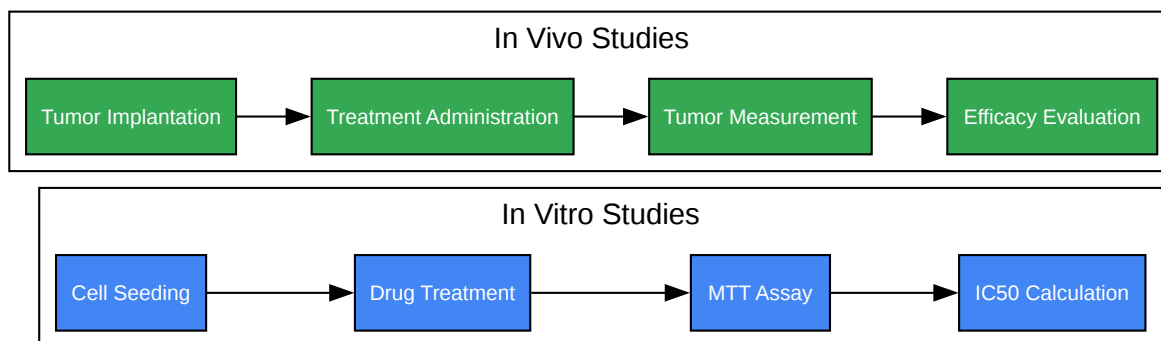 In Vivo Studies
Tumor Implantation
Treatment Administration
Tumor Measurement
Efficacy Evaluation
In Vitro Studies
Cell Seeding
Drug Treatment
MTT Assay
IC50 Calculation